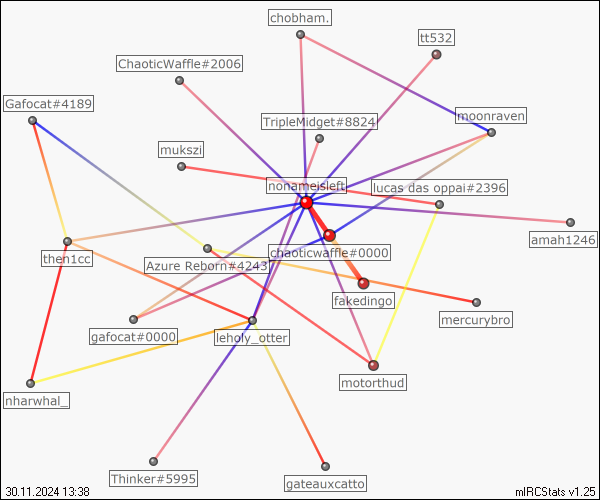 chobham.
tt532
ChaoticWaffle#2006
Gafocat#4189
TripleMidget#8824
moonraven
mukszi
nonameisleft
lucas das oppai#2396
amah1246
then1cc
chaoticwaffle#0000
Azure Reborn#4243
fakedingo
mercurybro
gafocat#0000
leholy_otter
motorthud
nharwhal_
Thinker#5995
gateauxcatto
30.11.2024 13:38
mIRCStats v1.25